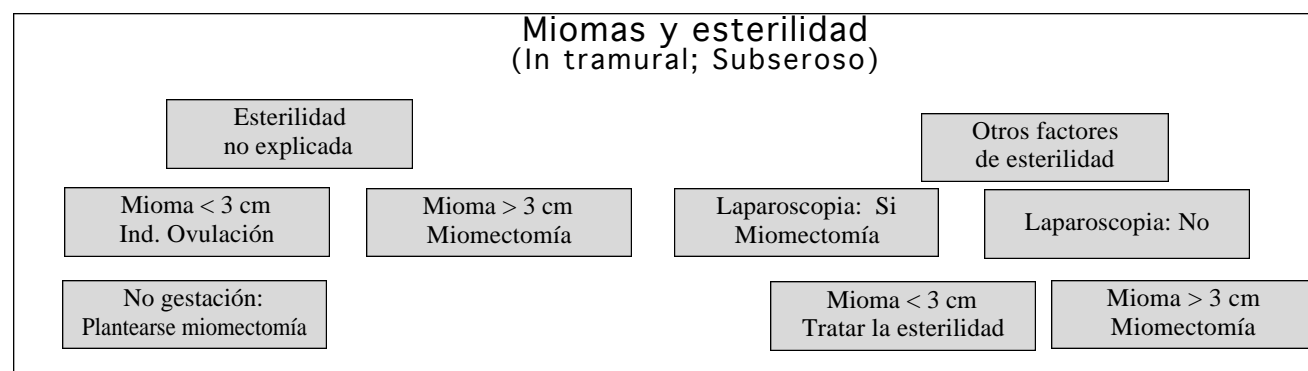 Miomas y esterilidad
(In tramural; Subseroso)
Esterilidad
no explicada
Otros factores
de esterilidad
Mioma < 3 cm
Ind. Ovulación
Mioma > 3 cm
Miomectomía
Laparoscopia:  Si
Miomectomía
Laparoscopia: No
No gestación:
Plantearse miomectomía
Mioma < 3 cm
Tratar la esterilidad
Mioma > 3 cm
Miomectomía